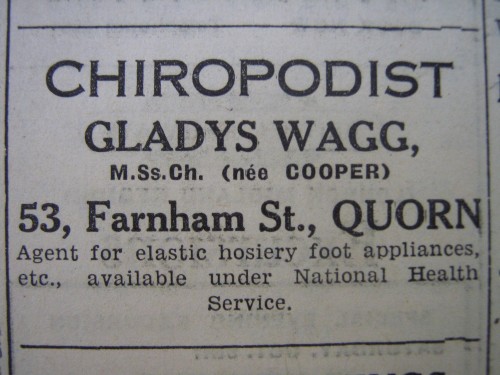 CHIROPODIST
GLADYS WAGG,
M.Ss.Ch. (née COOPER)
53, Farnham St., QUORN
Agent for elastic hosiery foot appliances,
etc., available under National Health
Service.